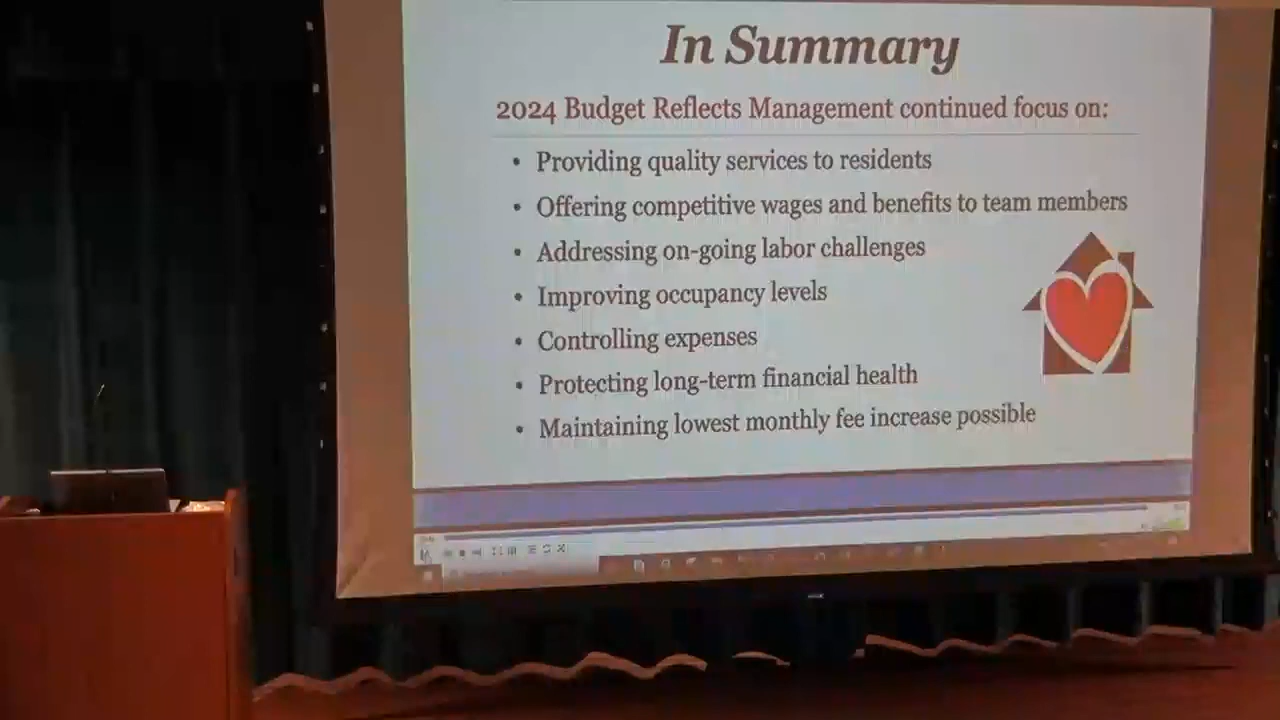 In Summary
2024 Budget Reflects Management continued focus on:
• Providing quality services to residents
• Offering competitive wages and benefits to team members
• Addressing on-going labor challenges
• Improving occupancy levels
• Controlling expenses
• Protecting long-term financial health
• Maintaining lowest monthly fee increase possible